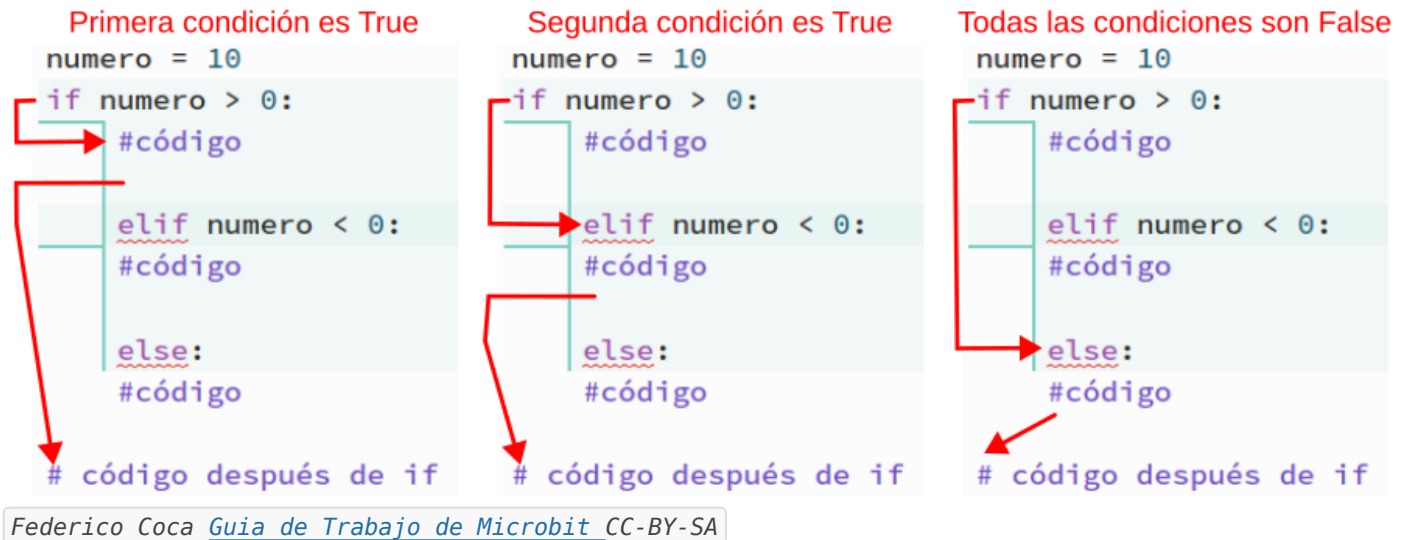 Primera condición es True
numero = 10
if numero > 0:
#código
elif numero < 0:
#código
else:
#código
# código después de if
Segunda condición es True
numero = 10
if numero > 0:
#código
elif numero < 0:
#código
else:
#código
# código después de if
Todas las condiciones son False
numero = 10
if numero > 0:
#código
elif numero < 0:
#código
else:
#código
# código después de if
Federico Coca Guia de Trabajo de Microbit CC-BY-SA